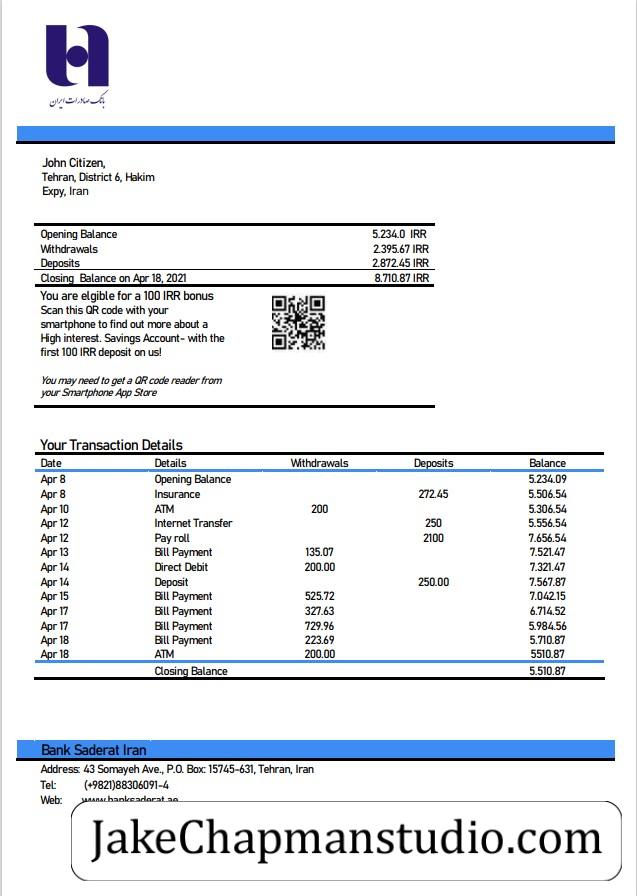 بانک صادرات ایران
John Citizen,
Tehran, District 6, Hakim
Expy, Iran
Opening Balance 5.234.0 IRR
Withdrawals 2.395.67 IRR
Deposits 2.872.45 IRR
Closing Balance on Apr 18, 2021 8.710.87 IRR
You are elgible for a 100 IRR bonus
Scan this QR code with your
smartphone to find out more about a
High interest. Savings Account- with the
first 100 IRR deposit on us!
You may need to get a QR code reader from
your Smartphone App Store
Your Transaction Details
Date Details Withdrawals Deposits Balance
Apr 8 Opening Balance 5.234.09
Apr 8 Insurance 272.45 5.506.54
Apr 10 ATM 200 5.306.54
Apr 12 Internet Transfer 250 5.556.54
Apr 12 Pay roll 2100 7.656.54
Apr 13 Bill Payment 135.07 7.521.47
Apr 14 Direct Debit 200.00 7.321.47
Apr 14 Deposit 250.00 7.567.87
Apr 15 Bill Payment 525.72 7.042.15
Apr 17 Bill Payment 327.63 6.714.52
Apr 17 Bill Payment 729.96 5.984.56
Apr 18 Bill Payment 223.69 5.710.87
Apr 18 ATM 200.00 5510.87
Closing Balance 5.510.87
Bank Saderat Iran
Address: 43 Somayeh Ave., P.O. Box: 15745-631, Tehran, Iran
Tel: (+9821)88306091-4
Web: www.banksaderat.ae
JakeChapmanstudio.com